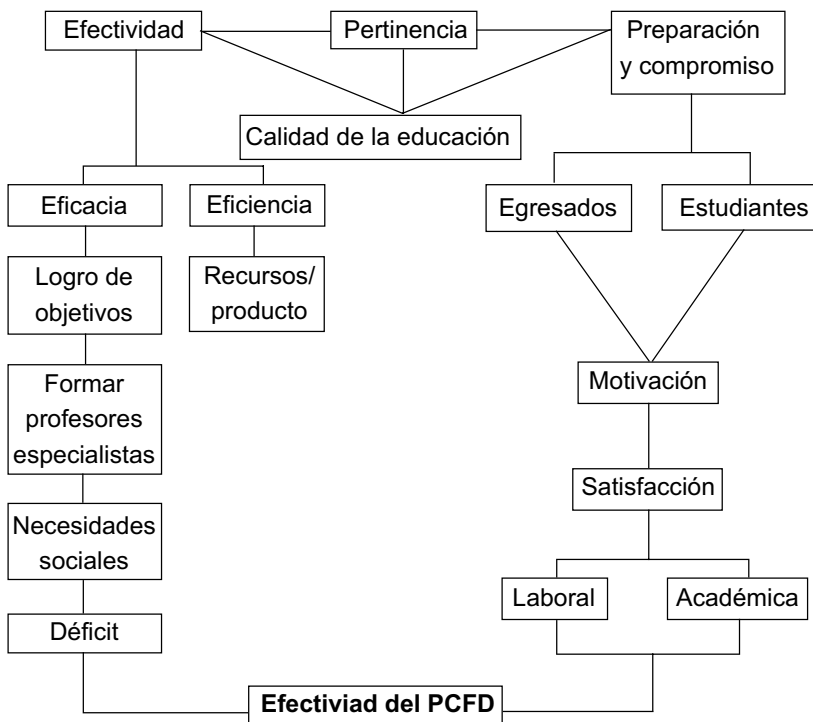 Efectividad
Pertinencia
Preparación
y compromiso
Calidad de la educación
Eficacia
Eficiencia
Egresados
Estudiantes
Logro de
objetivos
Recursos/
producto
Formar
profesores
especialistas
Motivación
Satisfacción
Necesidades
sociales
Laboral
Académica
Déficit
Efectiviad del PCFD